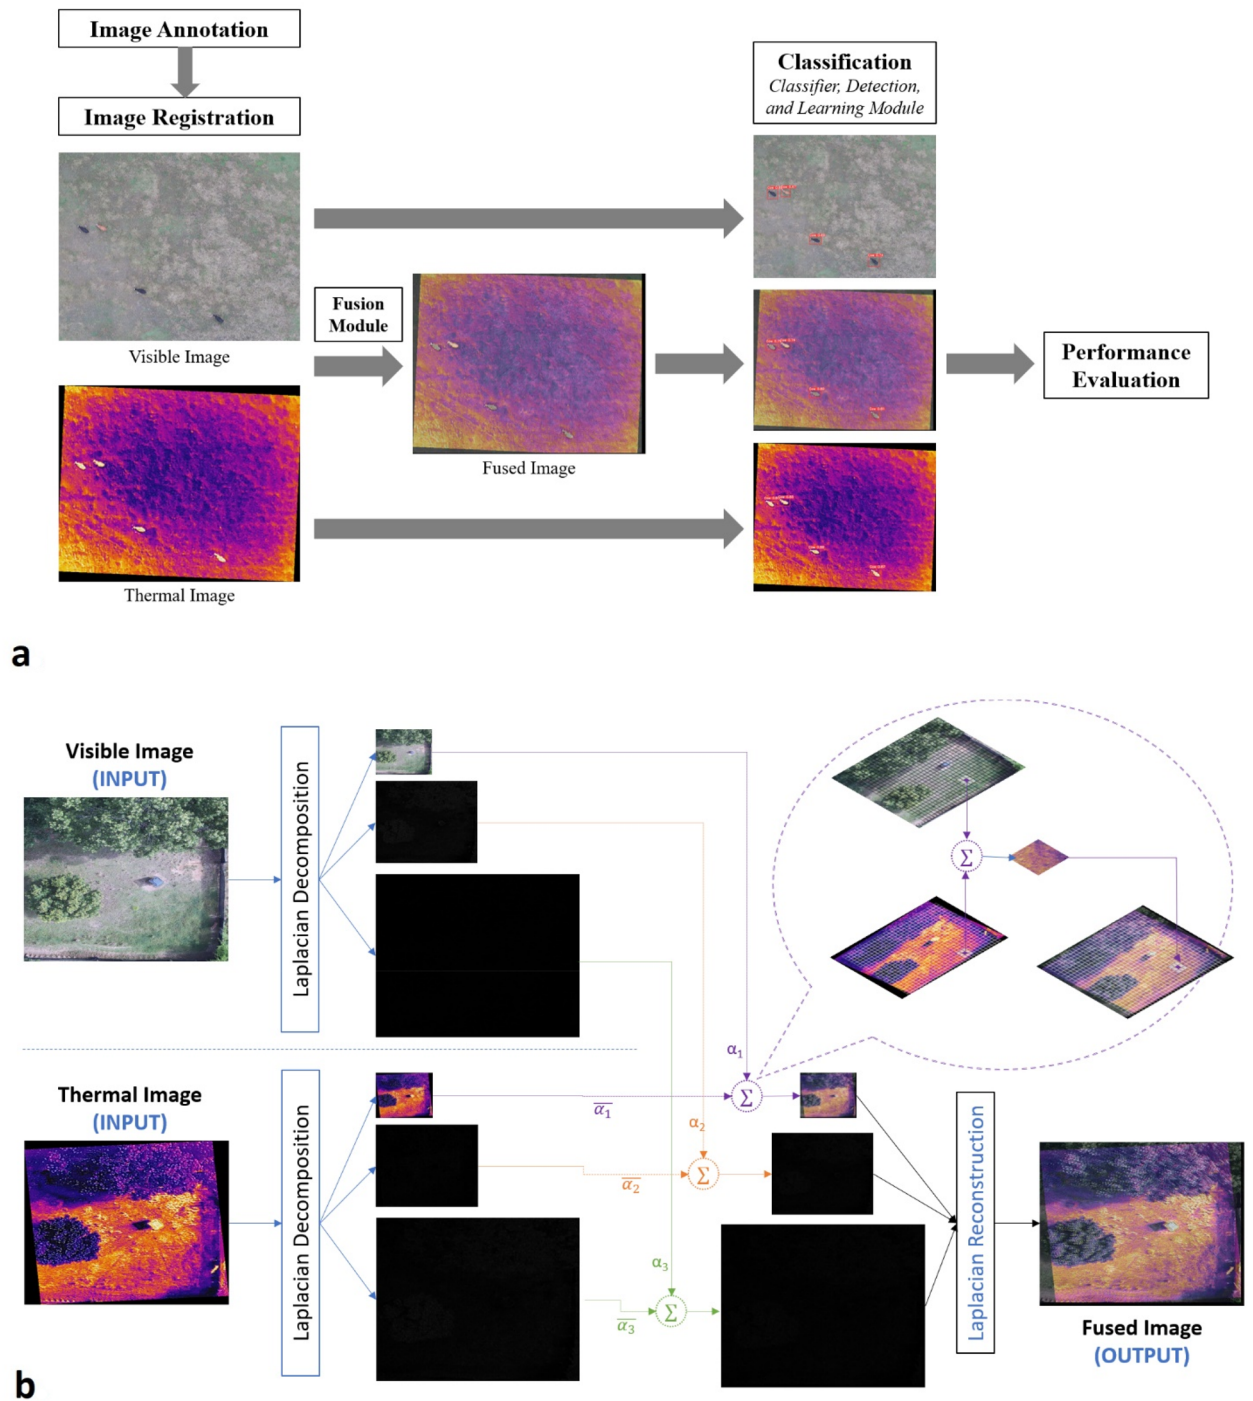 Image Annotation
Image Registration
Visible Image
Thermal Image
Fusion
Module
Fused Image
Classification
Classifier, Detection,
and Learning Module
Performance
Evaluation
a
Visible Image
(INPUT)
Laplacian Decomposition
Thermal Image
(INPUT)
Laplacian Decomposition
α₁
α̅₁
Σ
α₂
α̅₂
Σ
α₃
α̅₃
Σ
Σ
Laplacian Reconstruction
Fused Image
(OUTPUT)
b